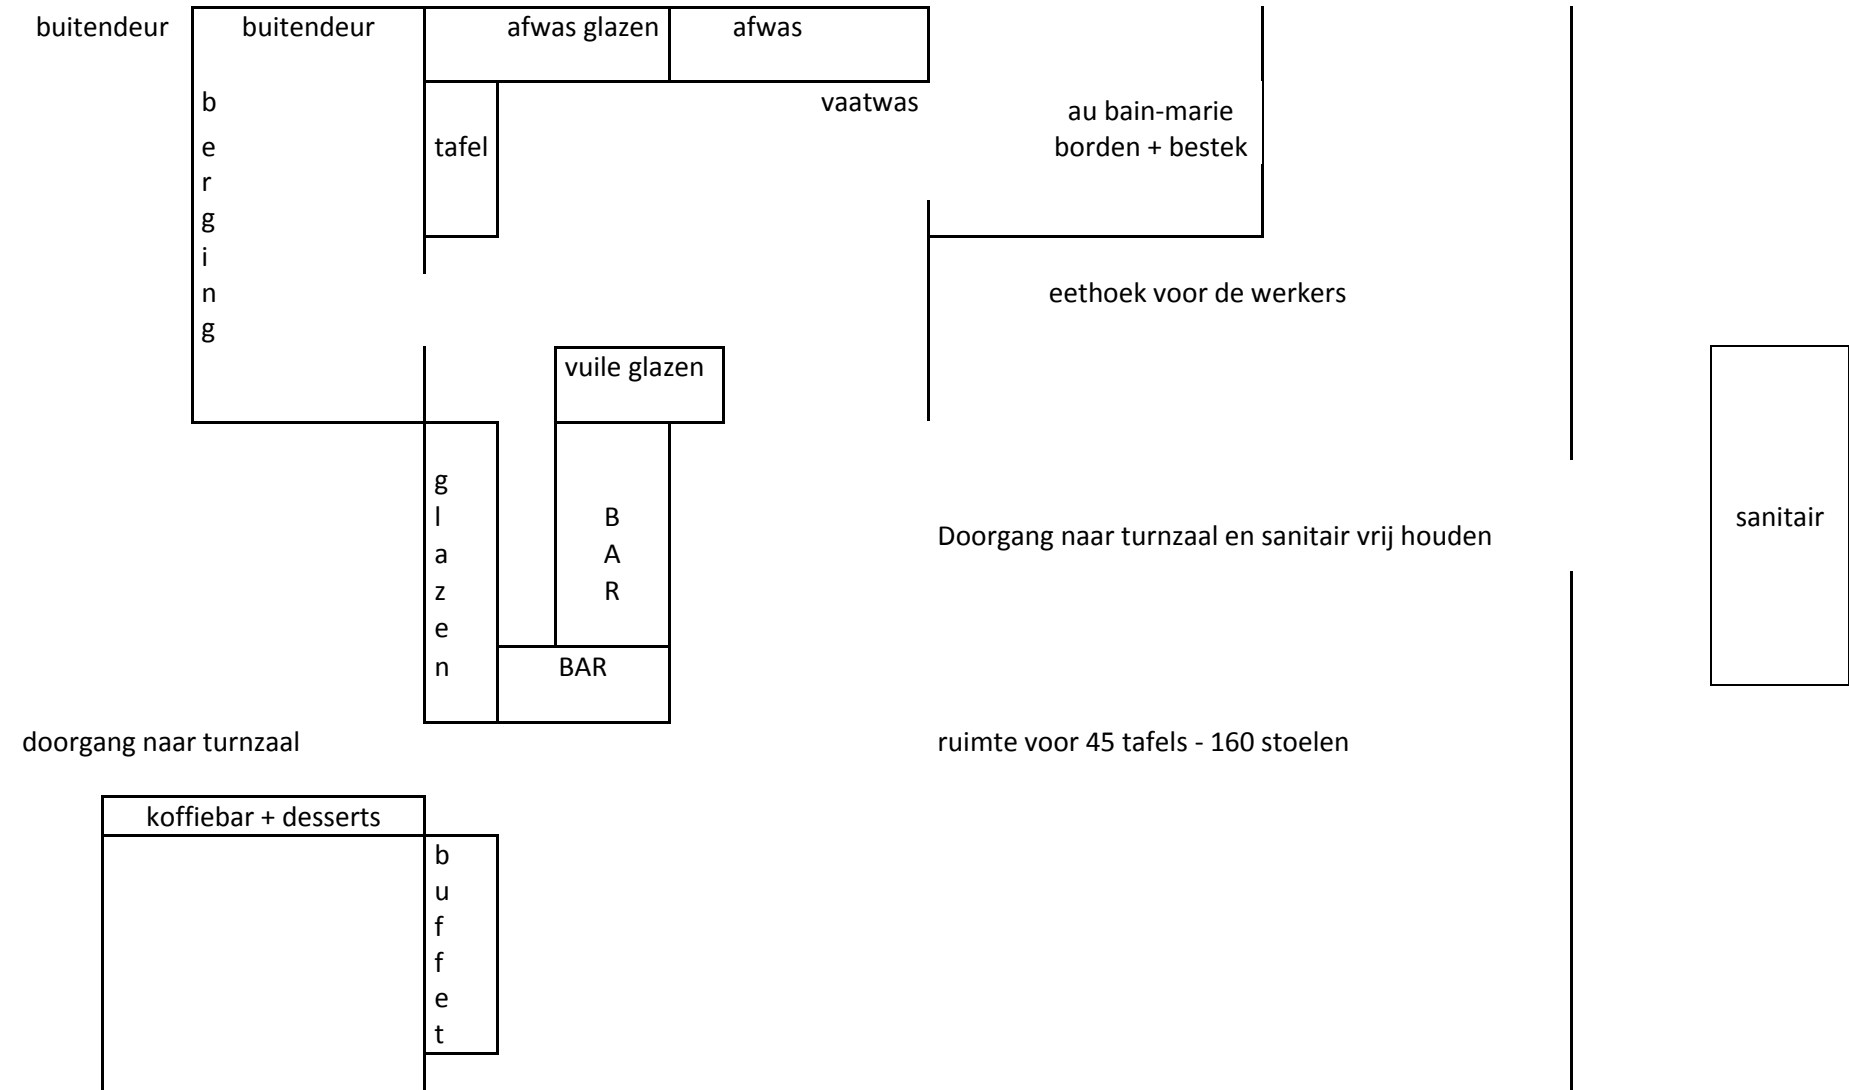 buitendeur
buitendeur
afwas glazen
afwas
berging
tafel
vaatwas
au bain-marie
borden + bestek
eethoek voor de werkers
vuile glazen
glazen
BAR
Doorgang naar turnzaal en sanitair vrij houden
sanitair
BAR
doorgang naar turnzaal
ruimte voor 45 tafels - 160 stoelen
koffiebar + desserts
buffet